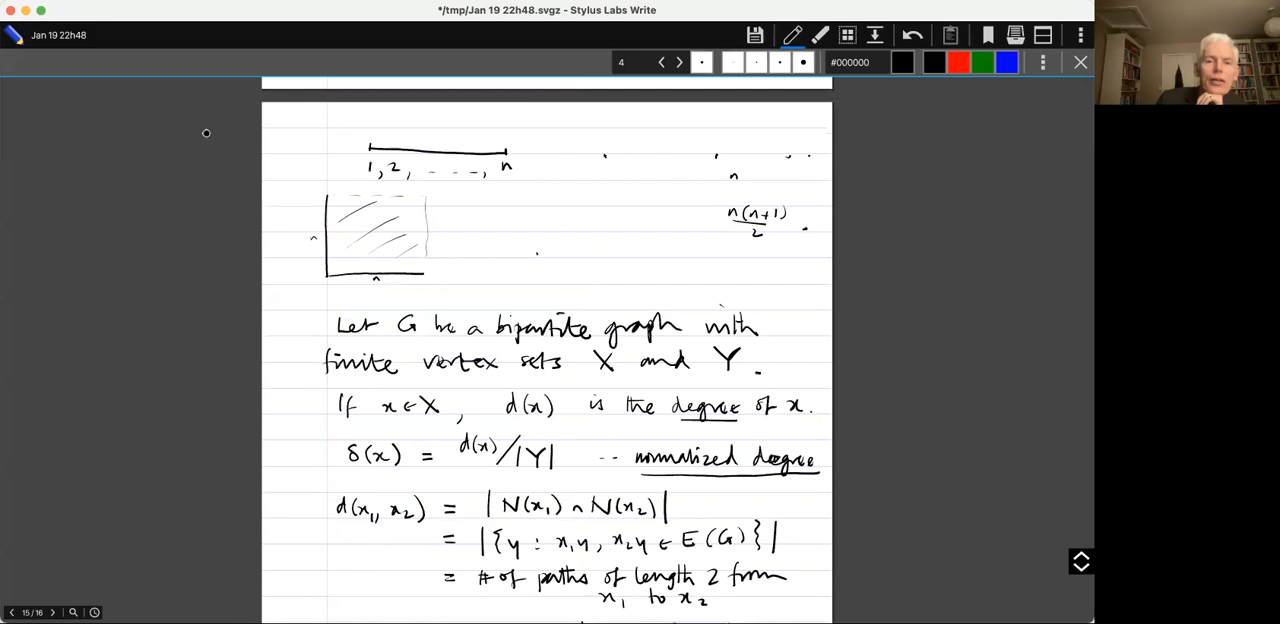 */tmp/Jan 19 22h48.svgz - Stylus Labs Write
Jan 19 22h48
4
#000000
1, 2, - - - -, n
n
n
n
n(n+1)/2
Let G be a bipartite graph with
finite vertex sets X and Y.
If x ∈ X, d(x) is the degree of x.
δ(x) = d(x)/|Y| -- normalized degree
d(x₁, x₂) = |N(x₁) ∩ N(x₂)|
= |{y : x₁y, x₂y ∈ E(G)}|
= # of paths of length 2 from
x₁ to x₂
15/16